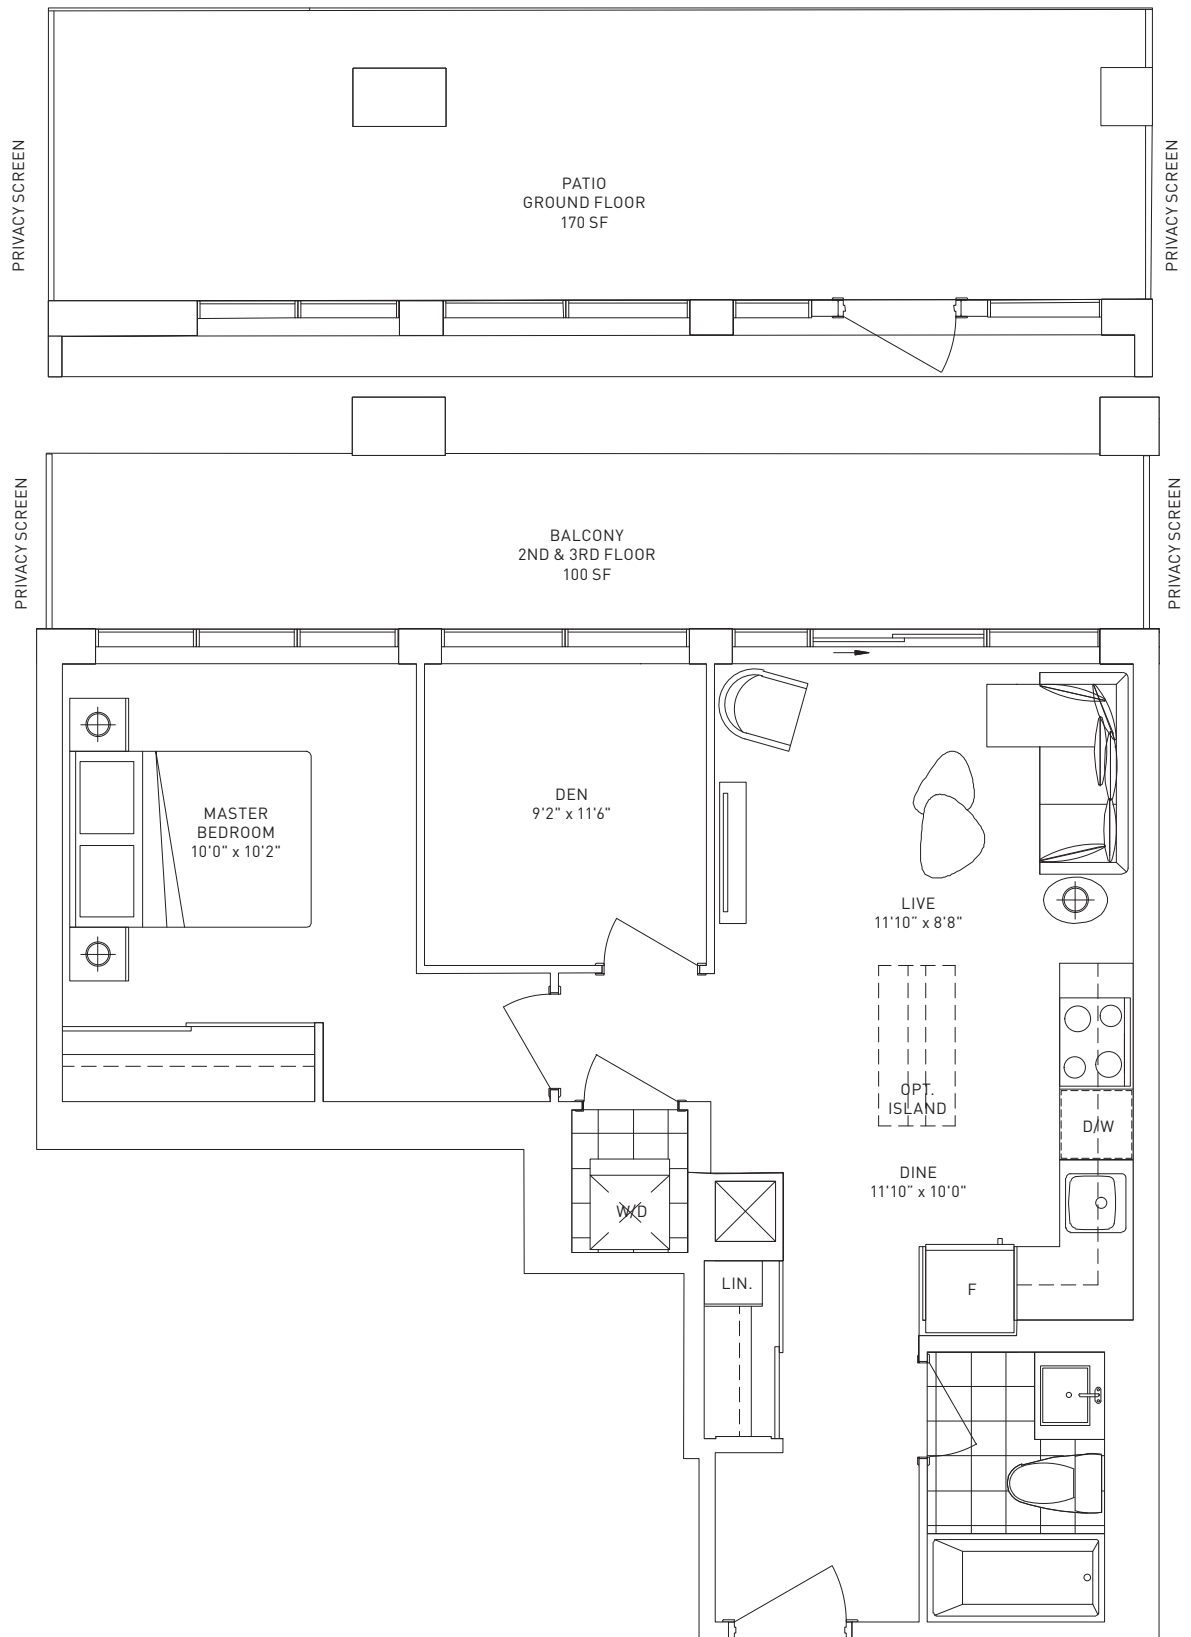 PRIVACY SCREEN
PATIO
GROUND FLOOR
170 SF
PRIVACY SCREEN
PRIVACY SCREEN
BALCONY
2ND & 3RD FLOOR
100 SF
PRIVACY SCREEN
MASTER
BEDROOM
10'0" x 10'2"
DEN
9'2" x 11'6"
LIVE
11'10" x 8'8"
OPT.
ISLAND
D/W
DINE
11'10" x 10'0"
W/D
LIN.
F